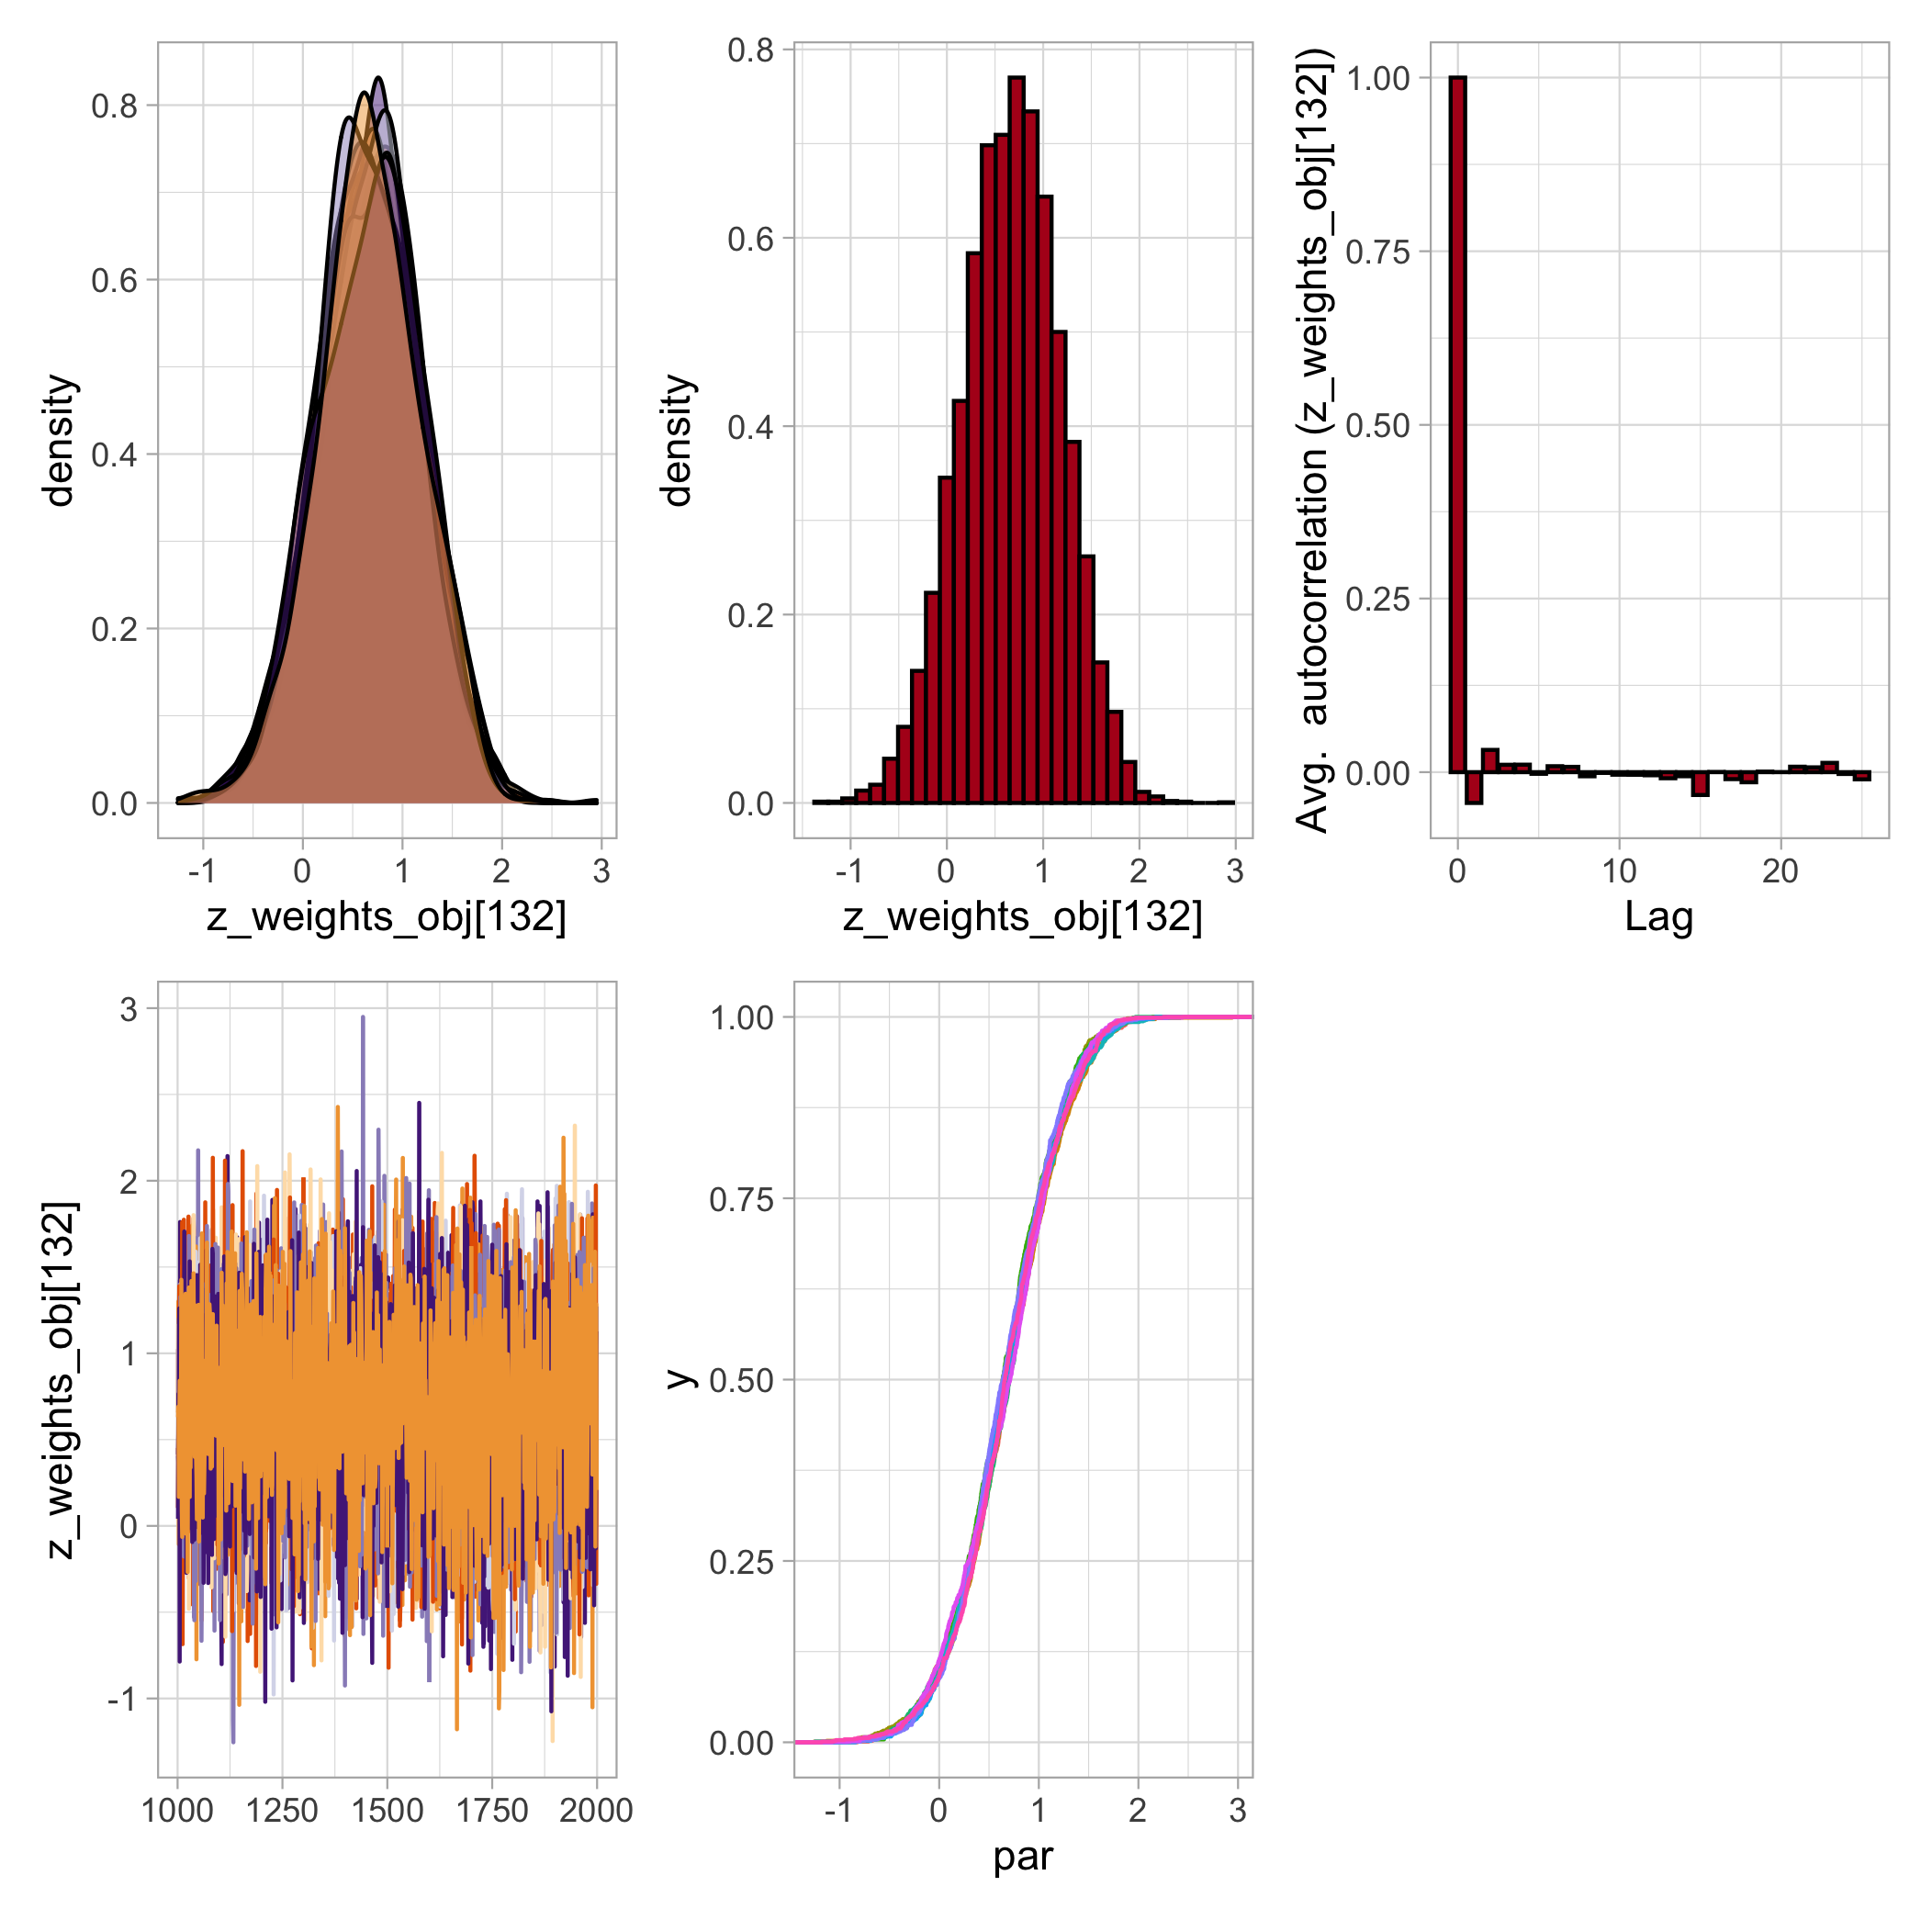 density
0.8
0.6
0.4
0.2
0.0
-1 0 1 2 3
z_weights_obj[132]
density
0.8
0.6
0.4
0.2
0.0
-1 0 1 2 3
z_weights_obj[132]
Avg. autocorrelation (z_weights_obj[132])
1.00
0.75
0.50
0.25
0.00
0 10 20
Lag
z_weights_obj[132]
3
2
1
0
-1
1000 1250 1500 1750 2000
y
1.00
0.75
0.50
0.25
0.00
-1 0 1 2 3
par